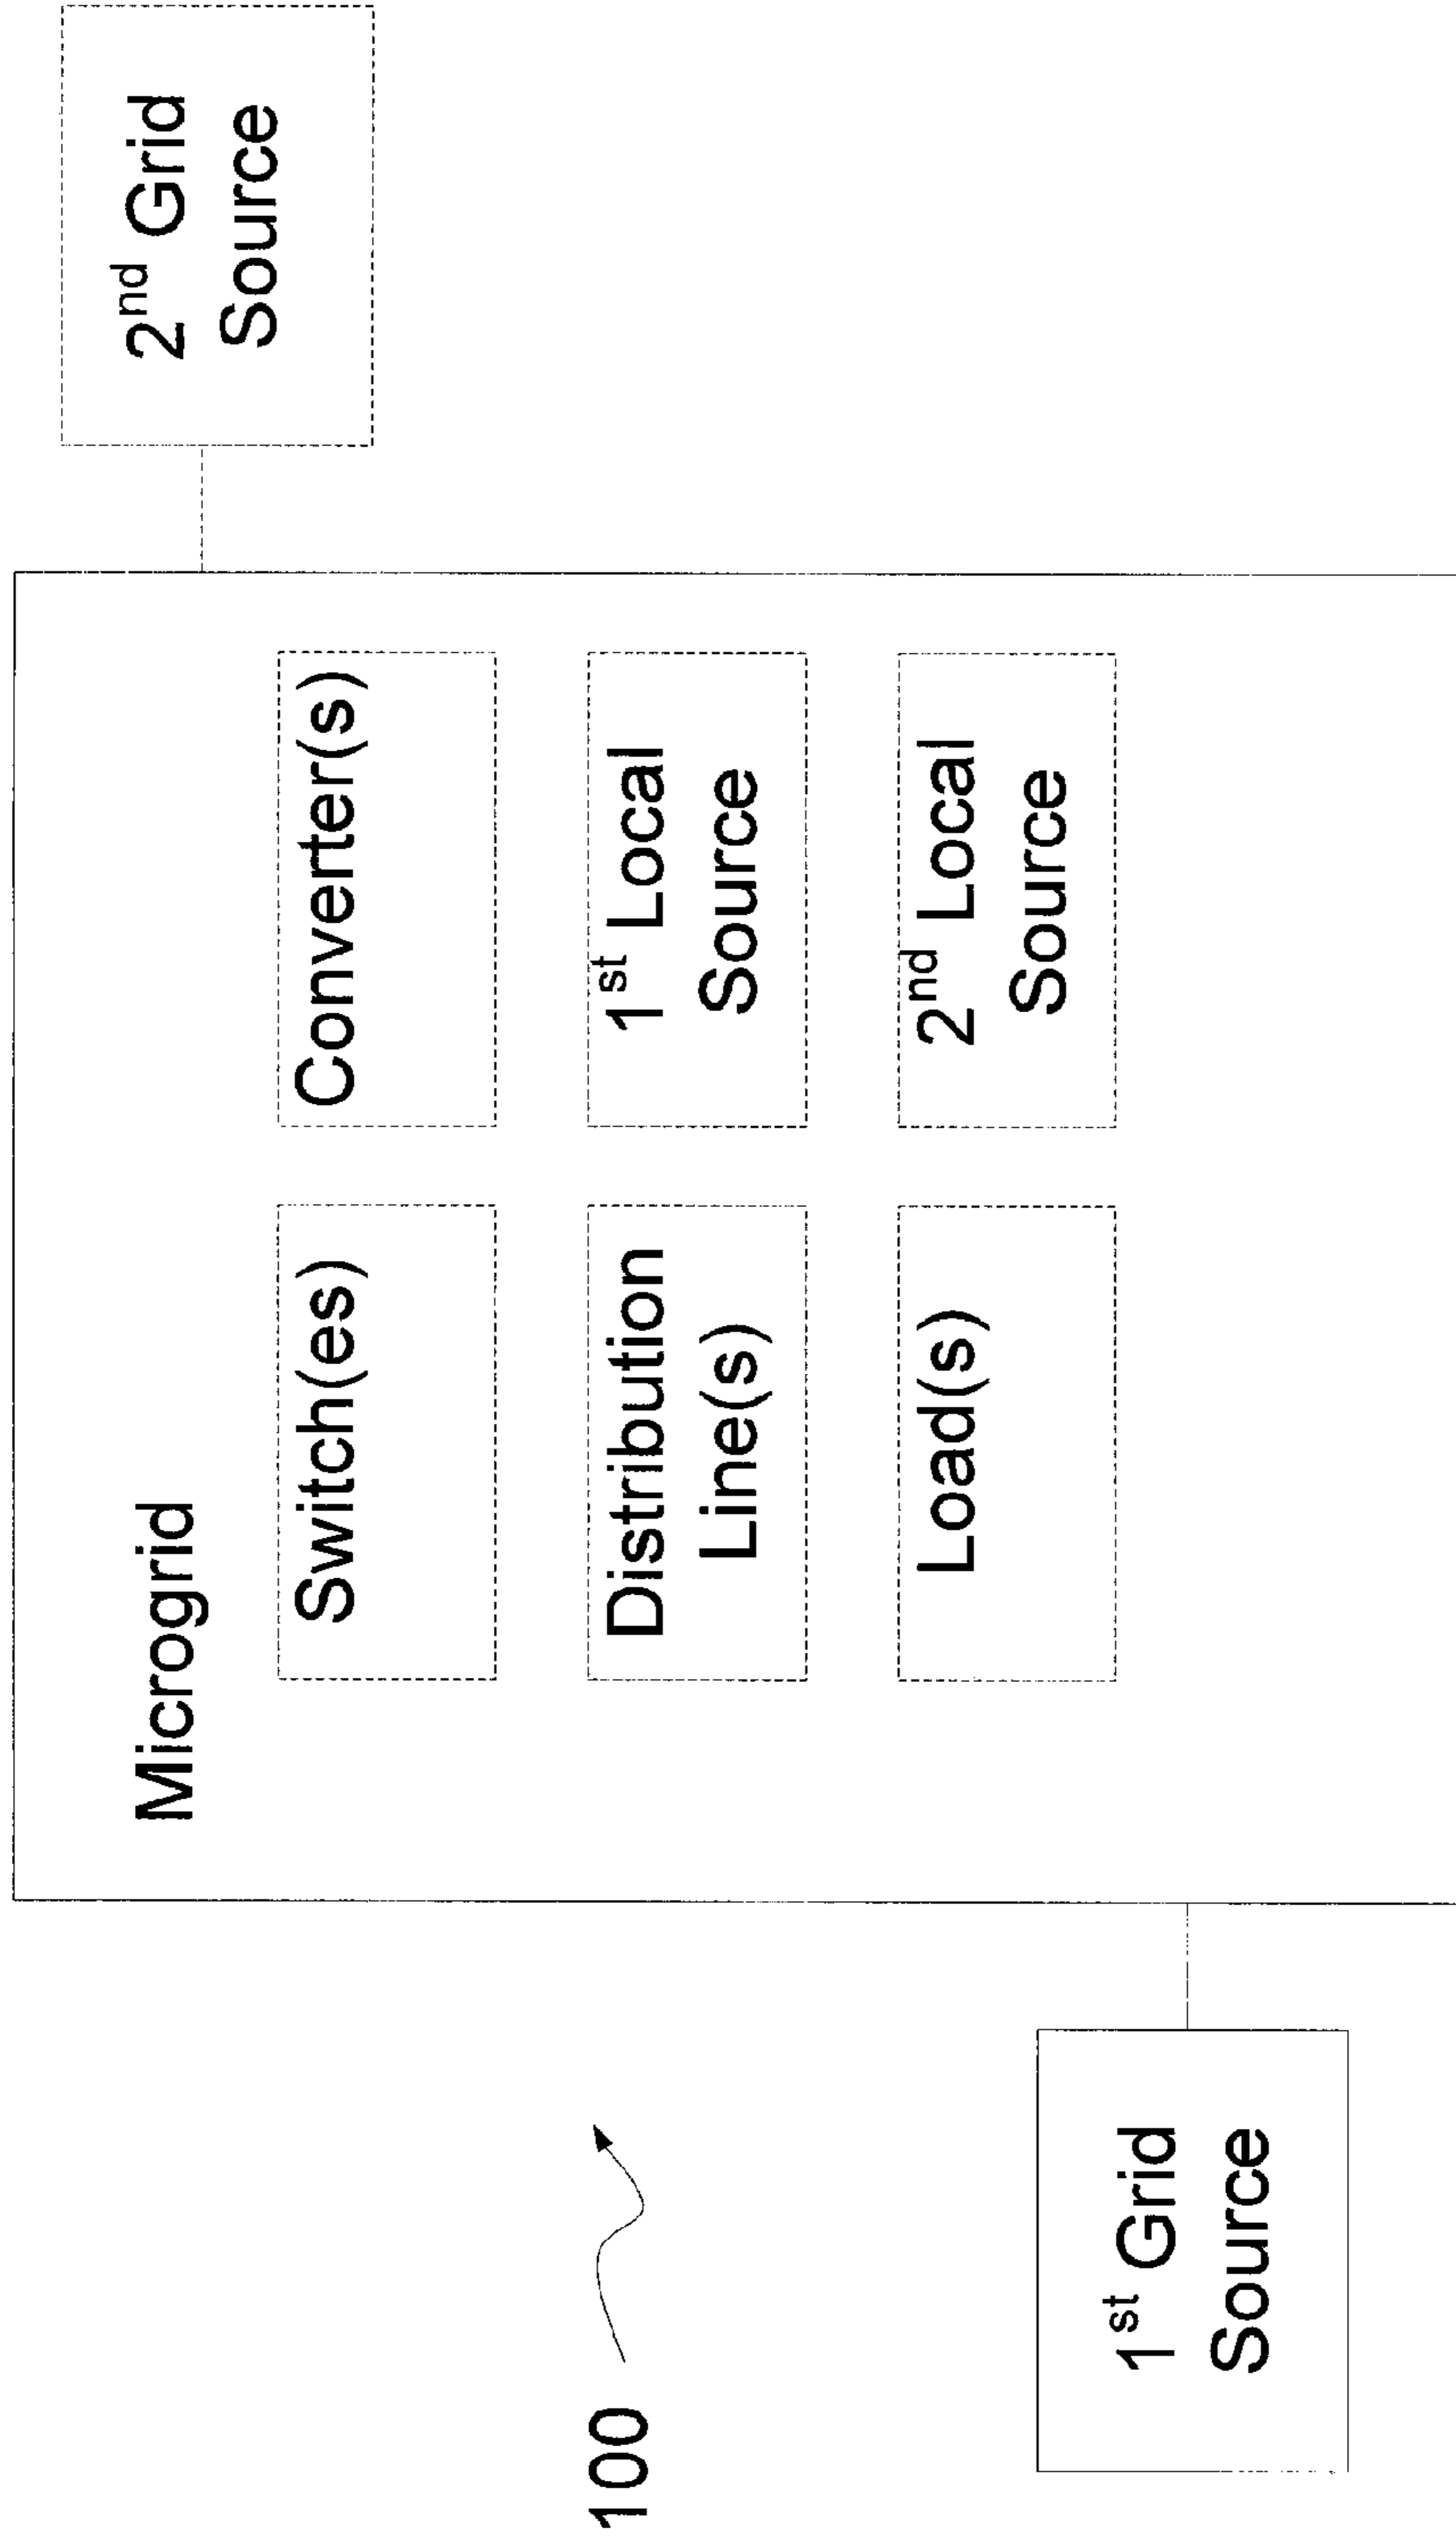 Microgrid
Switch(es)
Converter(s)
Distribution
Line(s)
1st Local
Source
Load(s)
2nd Local
Source
2nd Grid
Source
100
1st Grid
Source